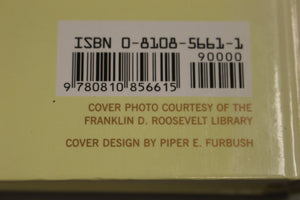 ISBN 0-8108-5661-1
90000
9 780810 856615
COVER PHOTO COURTESY OF THE
FRANKLIN D. ROOSEVELT LIBRARY
COVER DESIGN BY PIPER E. FURBUSH